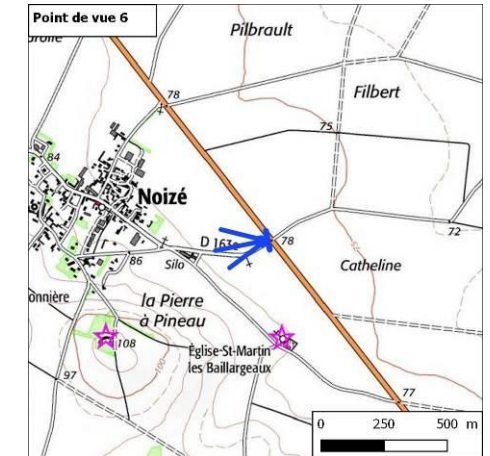 Point de vue 6
Pilbrault
78
Filbert
75
84
Noizé
D 163
78
72
86
Silo
Catheline
onnière
la Pierre
à Pineau
108
100
Église-St-Martin
les Baillargeaux
97
77
0 250 500 m